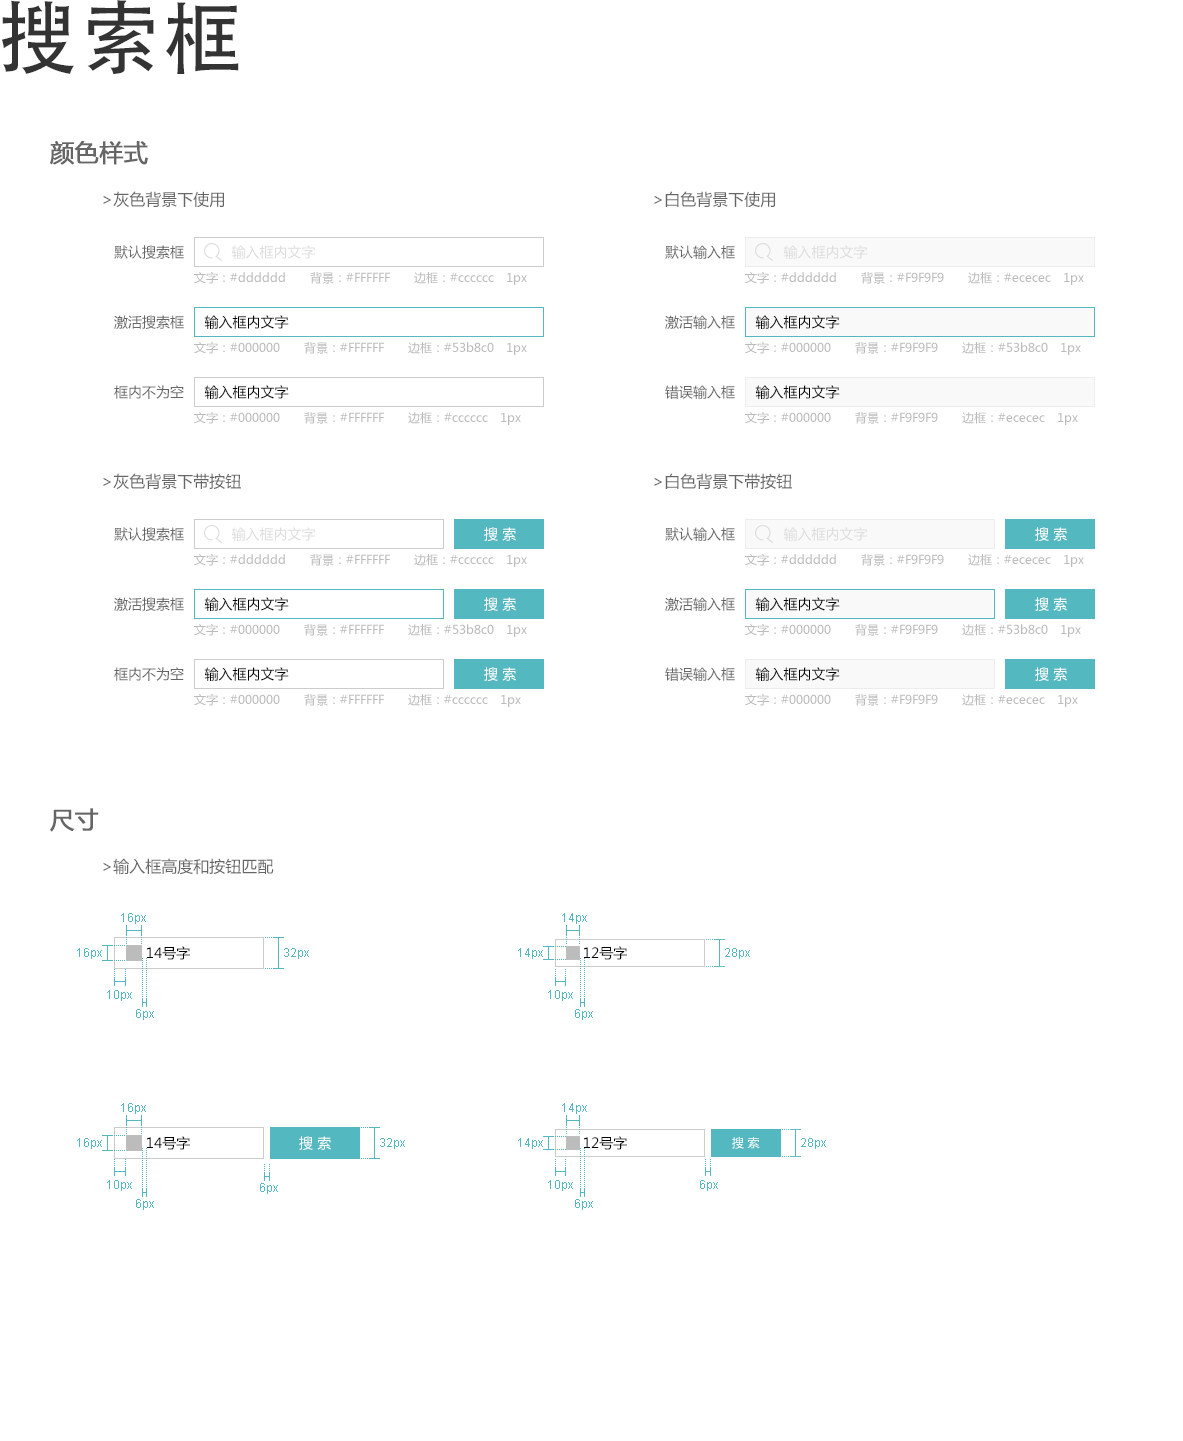 搜索框
颜色样式
>灰色背景下使用
默认搜索框 输入框内文字
文字：#dddddd 背景：#FFFFFF 边框：#cccccc 1px
激活搜索框 输入框内文字
文字：#000000 背景：#FFFFFF 边框：#53b8c0 1px
框内不为空 输入框内文字
文字：#000000 背景：#FFFFFF 边框：#cccccc 1px
>白色背景下使用
默认输入框 输入框内文字
文字：#dddddd 背景：#F9F9F9 边框：#ececec 1px
激活输入框 输入框内文字
文字：#000000 背景：#F9F9F9 边框：#53b8c0 1px
错误输入框 输入框内文字
文字：#000000 背景：#F9F9F9 边框：#ececec 1px
>灰色背景下带按钮
默认搜索框 输入框内文字 搜 索
文字：#dddddd 背景：#FFFFFF 边框：#cccccc 1px
激活搜索框 输入框内文字 搜 索
文字：#000000 背景：#FFFFFF 边框：#53b8c0 1px
框内不为空 输入框内文字 搜 索
文字：#000000 背景：#FFFFFF 边框：#cccccc 1px
>白色背景下带按钮
默认输入框 输入框内文字 搜 索
文字：#dddddd 背景：#F9F9F9 边框：#ececec 1px
激活输入框 输入框内文字 搜 索
文字：#000000 背景：#F9F9F9 边框：#53b8c0 1px
错误输入框 输入框内文字 搜 索
文字：#000000 背景：#F9F9F9 边框：#ececec 1px
尺寸
>输入框高度和按钮匹配
16px
16px 14号字 32px
10px
6px
14px
14px 12号字 28px
10px
6px
16px
16px 14号字 搜 索 32px
10px 6px
6px
14px
14px 12号字 搜 索 28px
10px 6px
6px